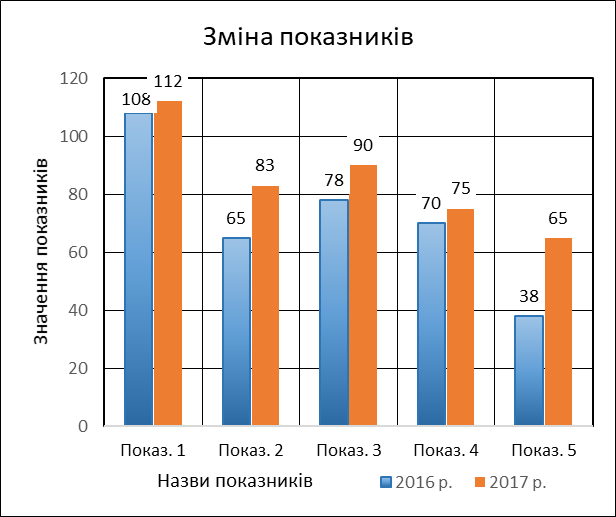 Зміна показників
Значення показників
120
100
80
60
40
20
0
108
112
65
83
78
90
70
75
38
65
Показ. 1
Показ. 2
Показ. 3
Показ. 4
Показ. 5
Назви показників
2016 р.
2017 р.